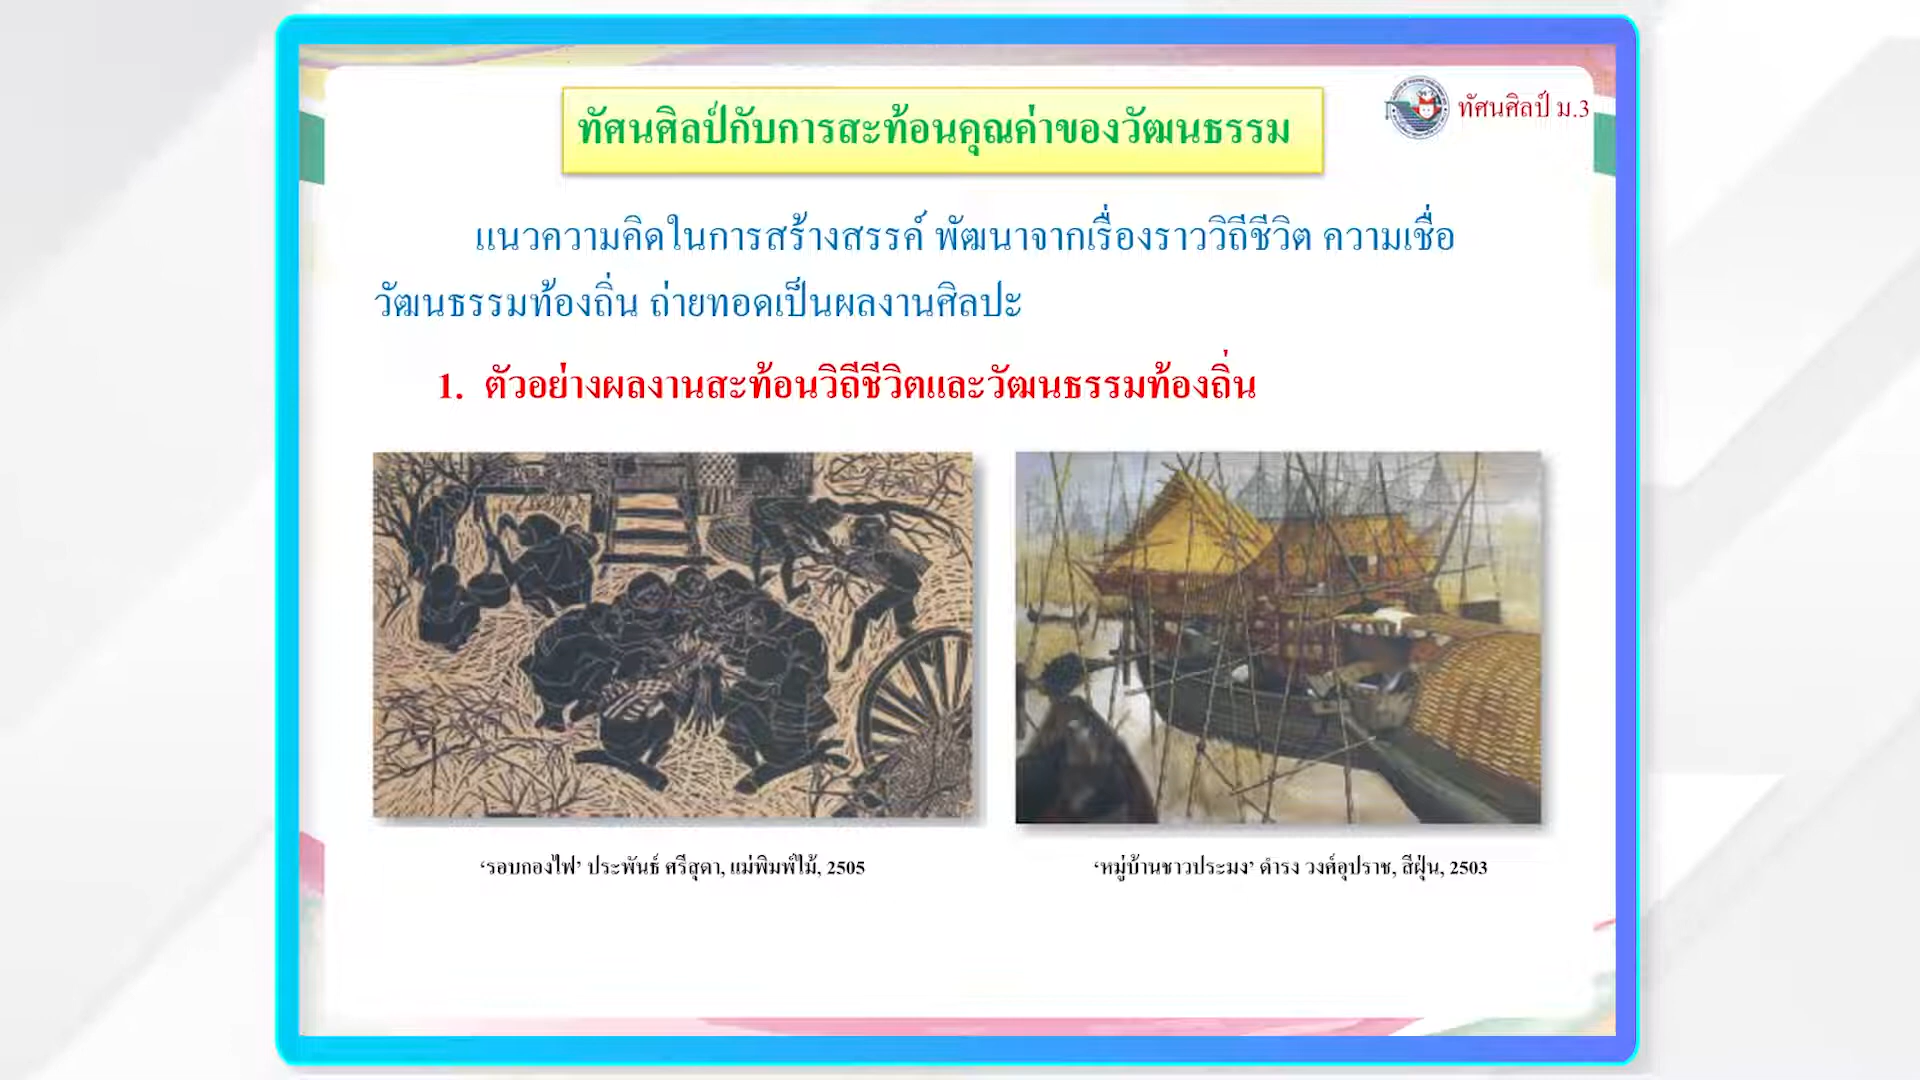 ทัศนศิลป์ ม.3
ทัศนศิลป์กับการสะท้อนคุณค่าของวัฒนธรรม
แนวความคิดในการสร้างสรรค์ พัฒนาจากเรื่องราววิถีชีวิต ความเชื่อ
วัฒนธรรมท้องถิ่น ถ่ายทอดเป็นผลงานศิลปะ
1. ตัวอย่างผลงานสะท้อนวิถีชีวิตและวัฒนธรรมท้องถิ่น
‘รอบกองไฟ’ ประพันธ์ ศรีสุตา, แม่พิมพ์ไม้, 2505
‘หมู่บ้านชาวประมง’ ดำรง วงศ์อุปราช, สีฝุ่น, 2503